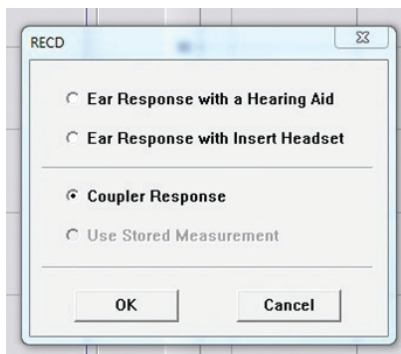 RECD
Ear Response with a Hearing Aid
Ear Response with Insert Headset
Coupler Response
Use Stored Measurement
OK
Cancel